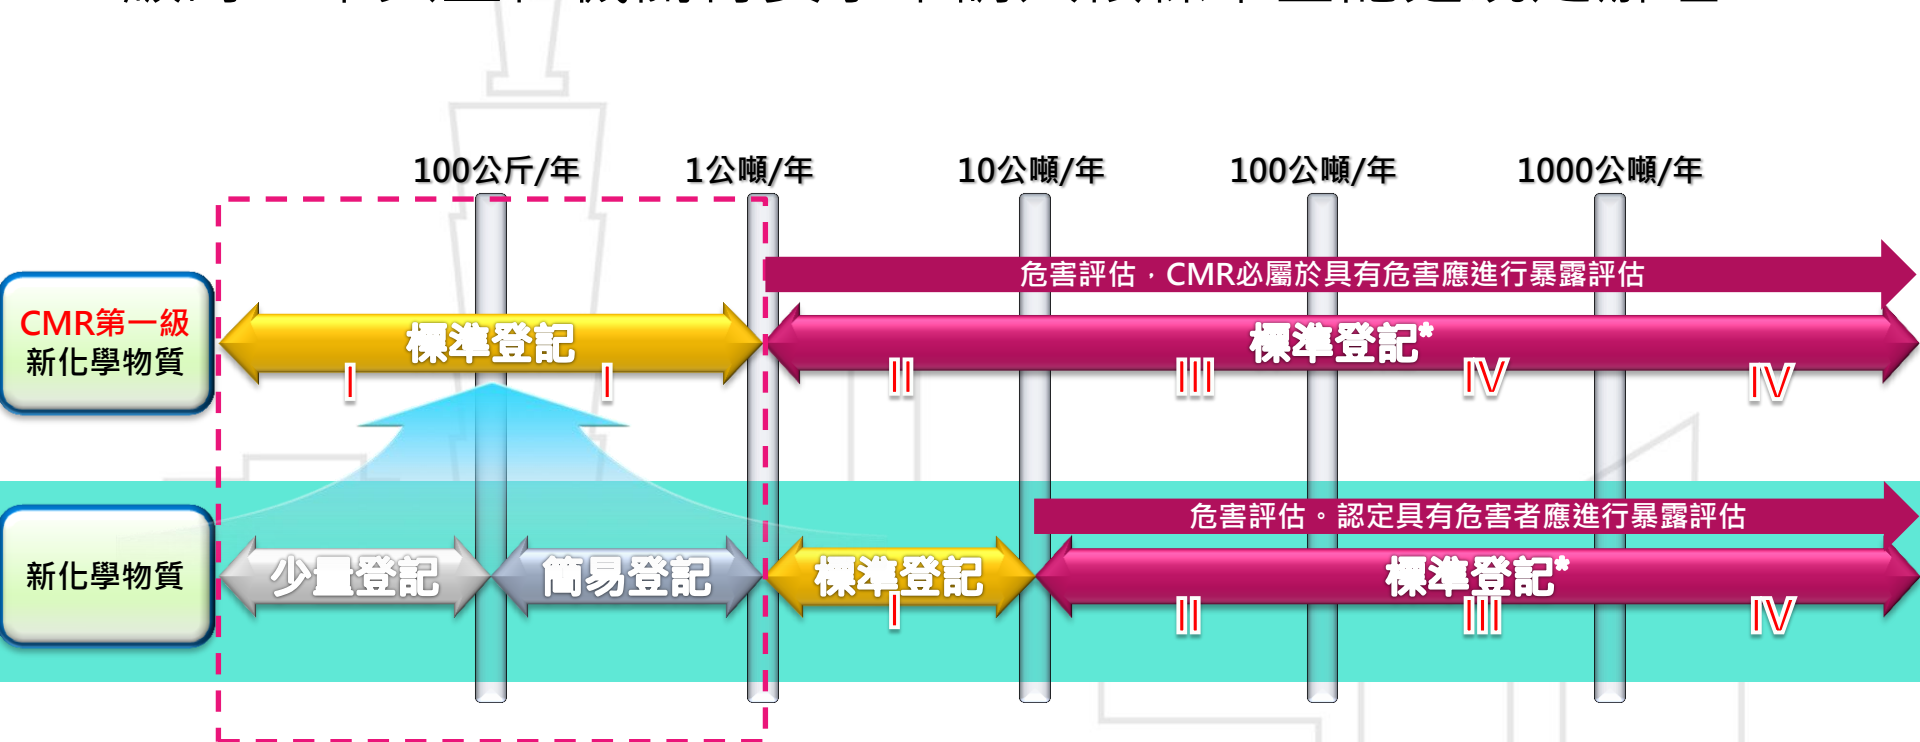 100公斤/年 1公噸/年 10公噸/年 100公噸/年 1000公噸/年
危害評估，CMR必屬於具有危害應進行暴露評估
CMR第一級
新化學物質
標準登記 標準登記*
I I II III IV IV
危害評估。認定具有危害者應進行暴露評估
新化學物質
少量登記 簡易登記 標準登記 標準登記*
I II III IV